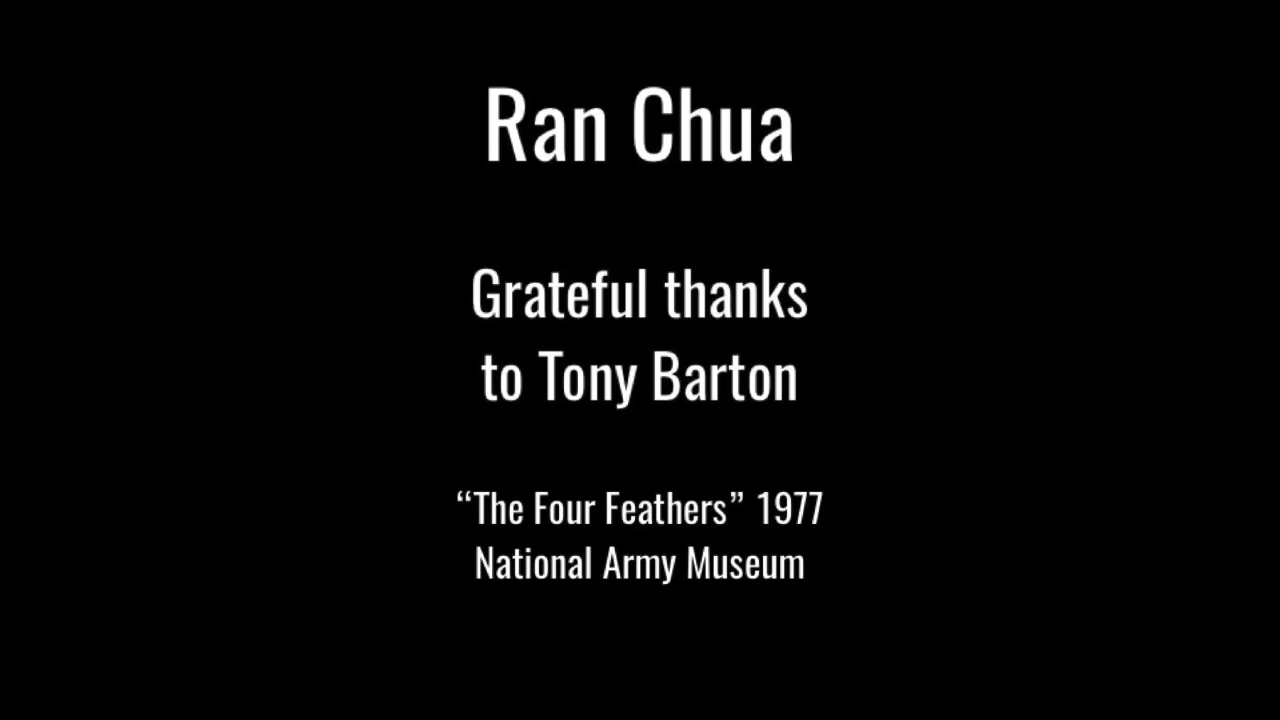 Ran Chua
Grateful thanks
to Tony Barton
“The Four Feathers” 1977
National Army Museum